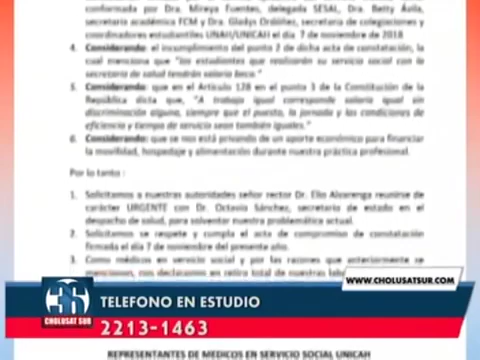 conformada por Dra. Mireya Fuentes, delegada SESAL, Dra. Betty Ávila,
secretaria académica FCM y Dra. Gladys Ordóñez, secretaria de colegiaciones y
coordinadores estudiantiles UNAH/UNICAH el día 7 de noviembre de 2018
4. Considerando: el incumplimiento del punto 2 de dicha acta de constatación, la
cual menciona que "los estudiantes que realizarán su servicio social con la
secretaría de salud tendrán salario beca."
5. Considerando: que en el Artículo 128 en el punto 3 de la Constitución de la
República dicta que, "A trabajo igual corresponde salario igual sin
discriminación alguna, siempre que el puesto, la jornada y las condiciones de
eficiencia y tiempo de servicio sean también iguales."
6. Considerando: que se nos está privando de un aporte económico para financiar
la movilidad, hospedaje y alimentación durante nuestra práctica profesional.
Por lo tanto :
1. Solicitamos a nuestras autoridades señor rector Dr. Elio Alvarenga reunirse de
carácter URGENTE con Dr. Octavio Sánchez, secretario de estado en el
despacho de salud, para solventar nuestra problemática actual.
2. Solicitamos se respete y cumpla el acta de compromiso de constatación
firmada el día 7 de noviembre del presente año.
3. Como médicos en servicio social y por las razones que anteriormente se
mencionan, nos declaramos en retiro total de nuestras
WWW.CHOLUSATSUR.COM
36
CHOLUSAT SUR
TELEFONO EN ESTUDIO
2213-1463
REPRESENTANTES DE MEDICOS EN SERVICIO SOCIAL UNICAH